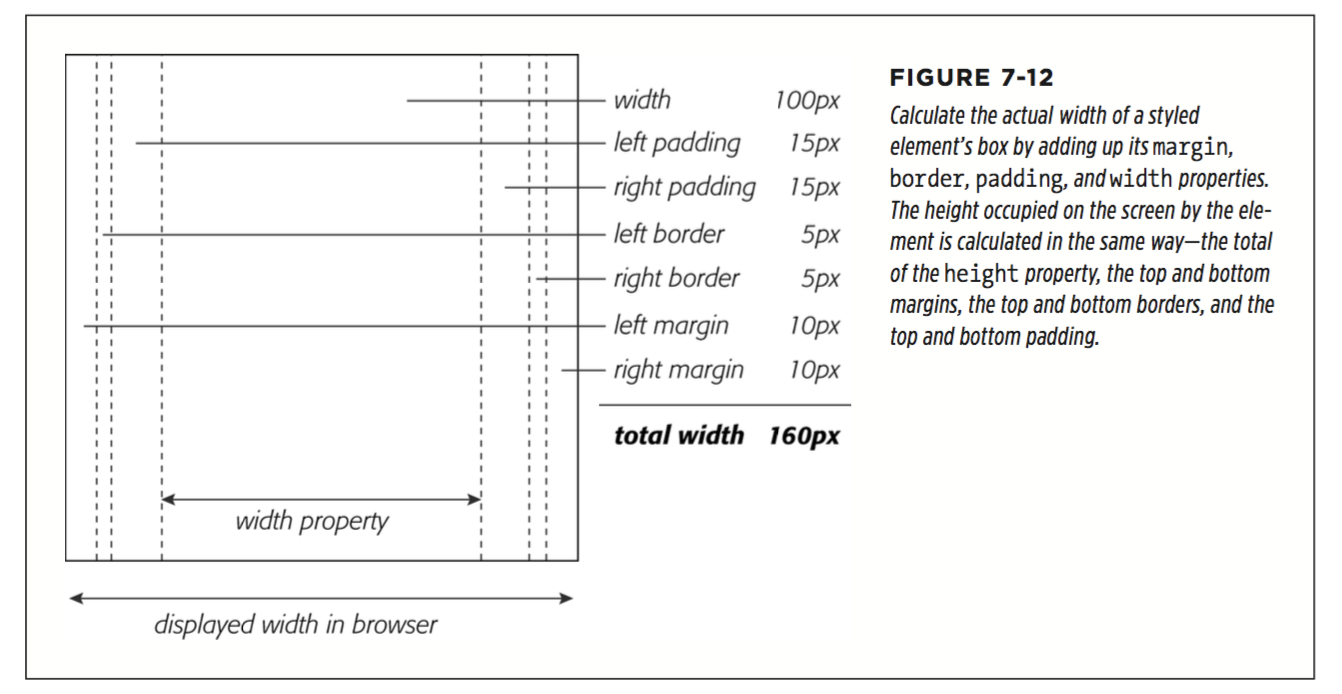 width 100px
left padding 15px
right padding 15px
left border 5px
right border 5px
left margin 10px
right margin 10px
total width 160px
width property
displayed width in browser
FIGURE 7-12
Calculate the actual width of a styled
element’s box by adding up its margin,
border, padding, and width properties.
The height occupied on the screen by the ele-
ment is calculated in the same way—the total
of the height property, the top and bottom
margins, the top and bottom borders, and the
top and bottom padding.